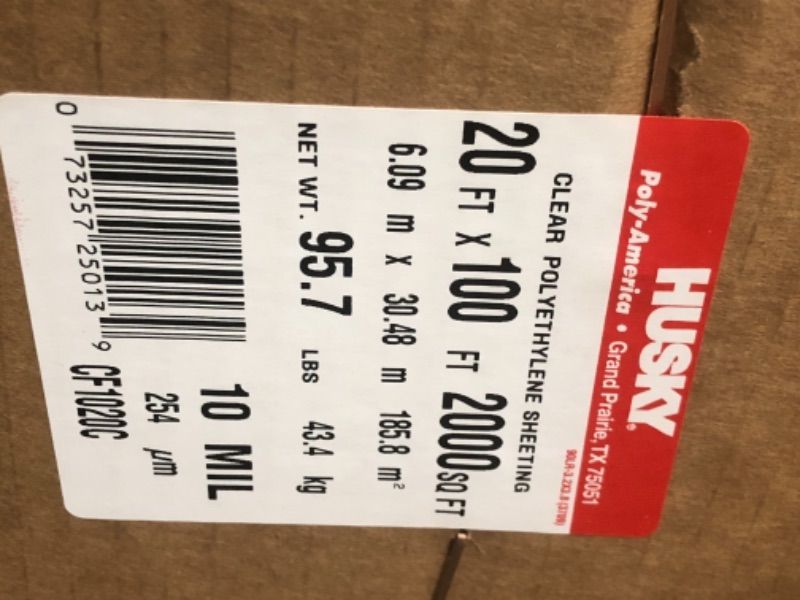 HUSKY®
Poly-America • Grand Prairie, TX 75051
CLEAR POLYETHYLENE SHEETING
20 FT X 100 FT 2000 SQ FT
6.09 m x 30.48 m 185.8 m²
NET WT. 95.7 LBS 43.4 kg
10 MIL
254 µm
CF1020C
0 73257 25013 9